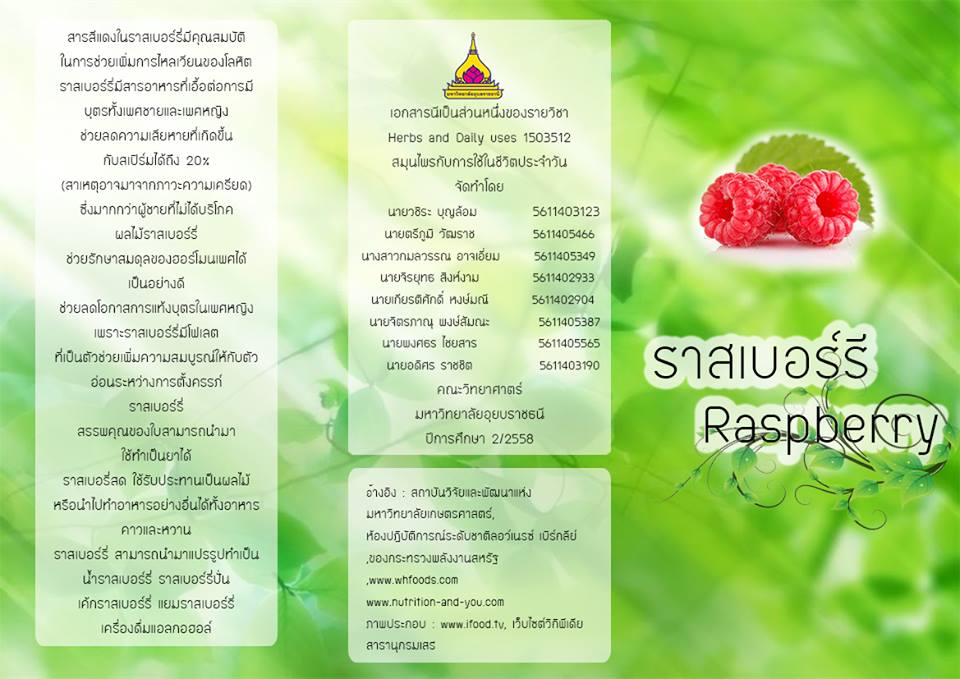 สารสีแดงในราสเบอร์รี่มีคุณสมบัติ
ในการช่วยเพิ่มการไหลเวียนของโลหิต
ราสเบอร์รี่มีสารอาหารที่เอื้อต่อการมี
บุตรทั้งเพศชายและเพศหญิง
ช่วยลดความเสียหายที่เกิดขึ้น
กับสเปิร์มได้ถึง 20%
(สาเหตุอาจมาจากภาวะความเครียด)
ซึ่งมากกว่าผู้ชายที่ไม่ได้บริโภค
ผลไม้ราสเบอร์รี่
ช่วยรักษาสมดุลของฮอร์โมนเพศได้
เป็นอย่างดี
ช่วยลดโอกาสการแท้งบุตรในเพศหญิง
เพราะราสเบอร์รี่มีโฟเลต
ที่เป็นตัวช่วยเพิ่มความสมบูรณ์ให้กับตัว
อ่อนระหว่างการตั้งครรภ์
ราสเบอร์รี่
สรรพคุณของใบสามารถนำมา
ใช้ทำเป็นยาได้
ราสเบอรี่สด ใช้รับประทานเป็นผลไม้
หรือนำไปทำอาหารอย่างอื่นได้ทั้งอาหาร
คาวและหวาน
ราสเบอร์รี่ สามารถนำมาแปรรูปทำเป็น
น้ำราสเบอร์รี่ ราสเบอร์รี่ปั่น
เค้กราสเบอร์รี่ แยมราสเบอร์รี่
เครื่องดื่มแอลกอฮอล์
มหาวิทยาลัยอุบลราชธานี
เอกสารนี้เป็นส่วนหนึ่งของรายวิชา
Herbs and Daily uses 1503512
สมุนไพรกับการใช้ในชีวิตประจำวัน
จัดทำโดย
นายวชิระ บุญล้อม 5611403123
นายตรีภูมิ วัฒราช 5611405466
นางสาวกมลวรรณ อาจเอี่ยม 5611405349
นายจิรยุทธ สิงห์งาม 5611402933
นายเกียรติศักดิ์ หงษ์มณี 5611402904
นายจิตรภาณุ พงษ์สัมณะ 5611405387
นายพงศธร ไชยสาร 5611405565
นายอดิศร ราชชิต 5611403190
คณะวิทยาศาตร์
มหาวิทยาลัยอุยบราชธนี
ปีการศึกษา 2/2558
อ้างอิง : สถาบันวิจัยและพัฒนาแห่ง
มหาวิทยาลัยเกษตรศาสตร์,
ห้องปฏิบัติการณ์ระดับชาติลอว์เนรซ์ เบิร์กลีย์
,ของกระทรวงพลังงานสหรัฐ
,www.whfoods.com
www.nutrition-and-you.com
ภาพประกอบ : www.ifood.tv, เว็บไซต์วิกิพีเดีย
สารานุกรมเสรี
ราสเบอร์รี
Raspberry